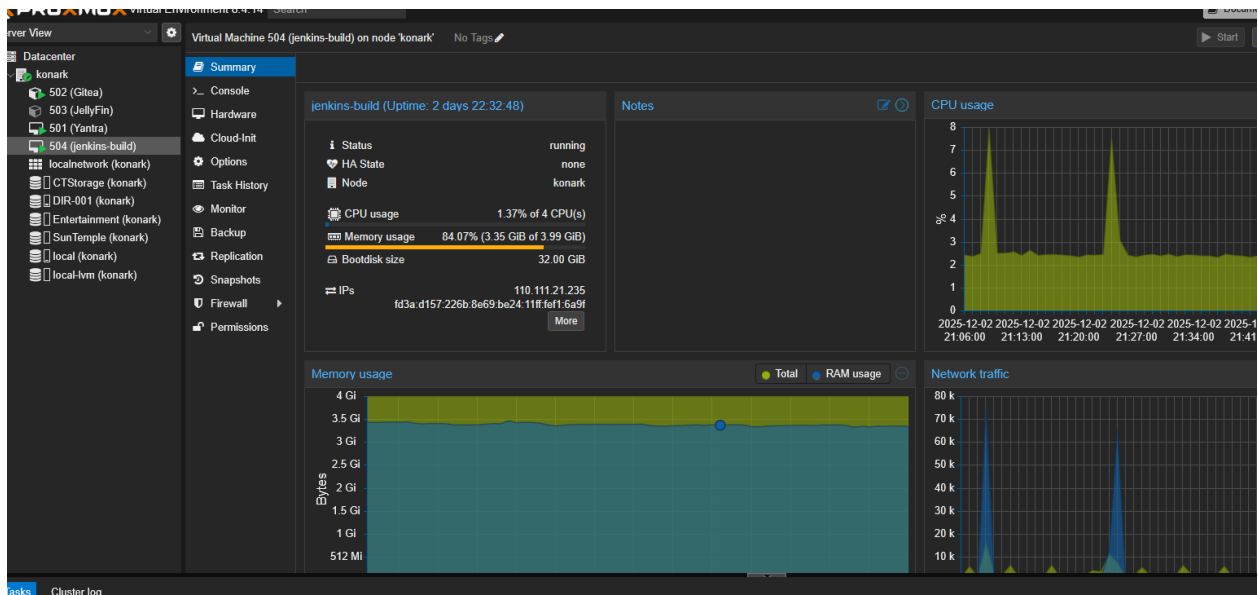 PROXMOX Virtual Environment 8.4.14 Search
Server View
Virtual Machine 504 (jenkins-build) on node 'konark' No Tags
Start
Datacenter
konark
502 (Gitea)
503 (JellyFin)
501 (Yantra)
504 (jenkins-build)
localnetwork (konark)
CTStorage (konark)
DIR-001 (konark)
Entertainment (konark)
SunTemple (konark)
local (konark)
local-lvm (konark)
Summary
Console
Hardware
Cloud-Init
Options
Task History
Monitor
Backup
Replication
Snapshots
Firewall
Permissions
jenkins-build (Uptime: 2 days 22:32:48)
Status running
HA State none
Node konark
CPU usage 1.37% of 4 CPU(s)
Memory usage 84.07% (3.35 GiB of 3.99 GiB)
Bootdisk size 32.00 GiB
IPs 110.111.21.235
fd3a:d157:226b:8e69:be24:11ff:fef1:6a9f
More
Notes
CPU usage
8
7
6
5
4
3
2
1
0
%
2025-12-02 2025-12-02 2025-12-02 2025-12-02 2025-12-02 2025-1
21:06:00 21:13:00 21:20:00 21:27:00 21:34:00 21:41
Memory usage
Total RAM usage
4 Gi
3.5 Gi
3 Gi
2.5 Gi
2 Gi
1.5 Gi
1 Gi
512 Mi
Bytes
Network traffic
80 k
70 k
60 k
50 k
40 k
30 k
20 k
10 k
Tasks Cluster log